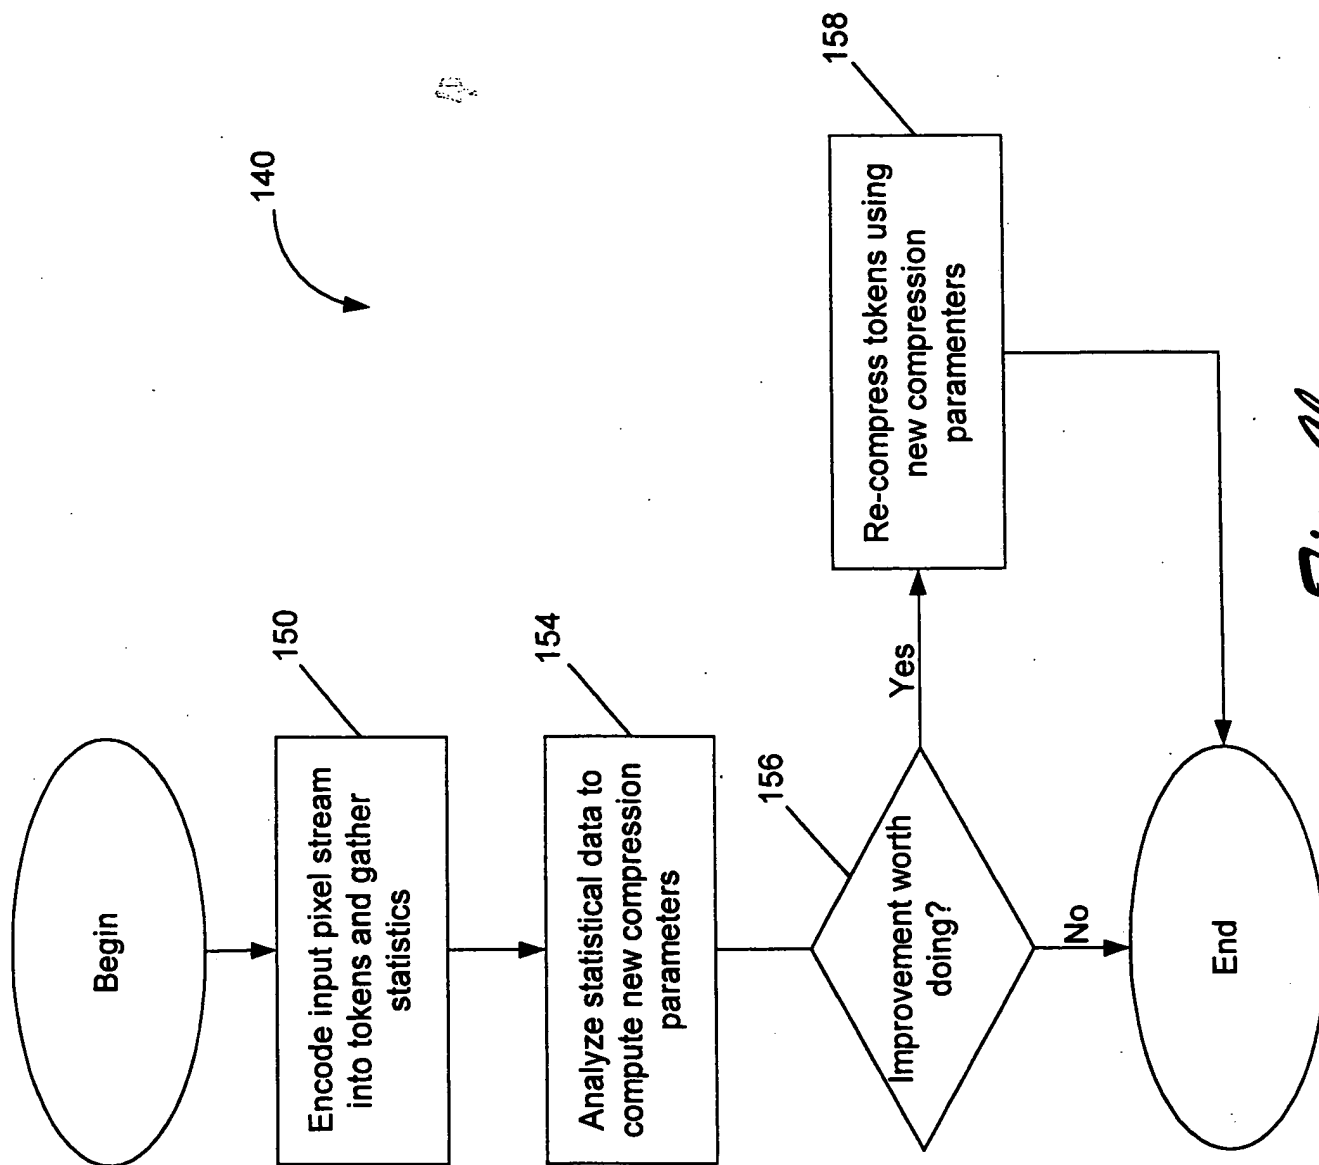 140
Begin
Encode input pixel stream
into tokens and gather
statistics
150
Analyze statistical data to
compute new compression
parameters
154
Improvement worth
doing?
156
Yes
No
Re-compress tokens using
new compression
paramenters
158
End